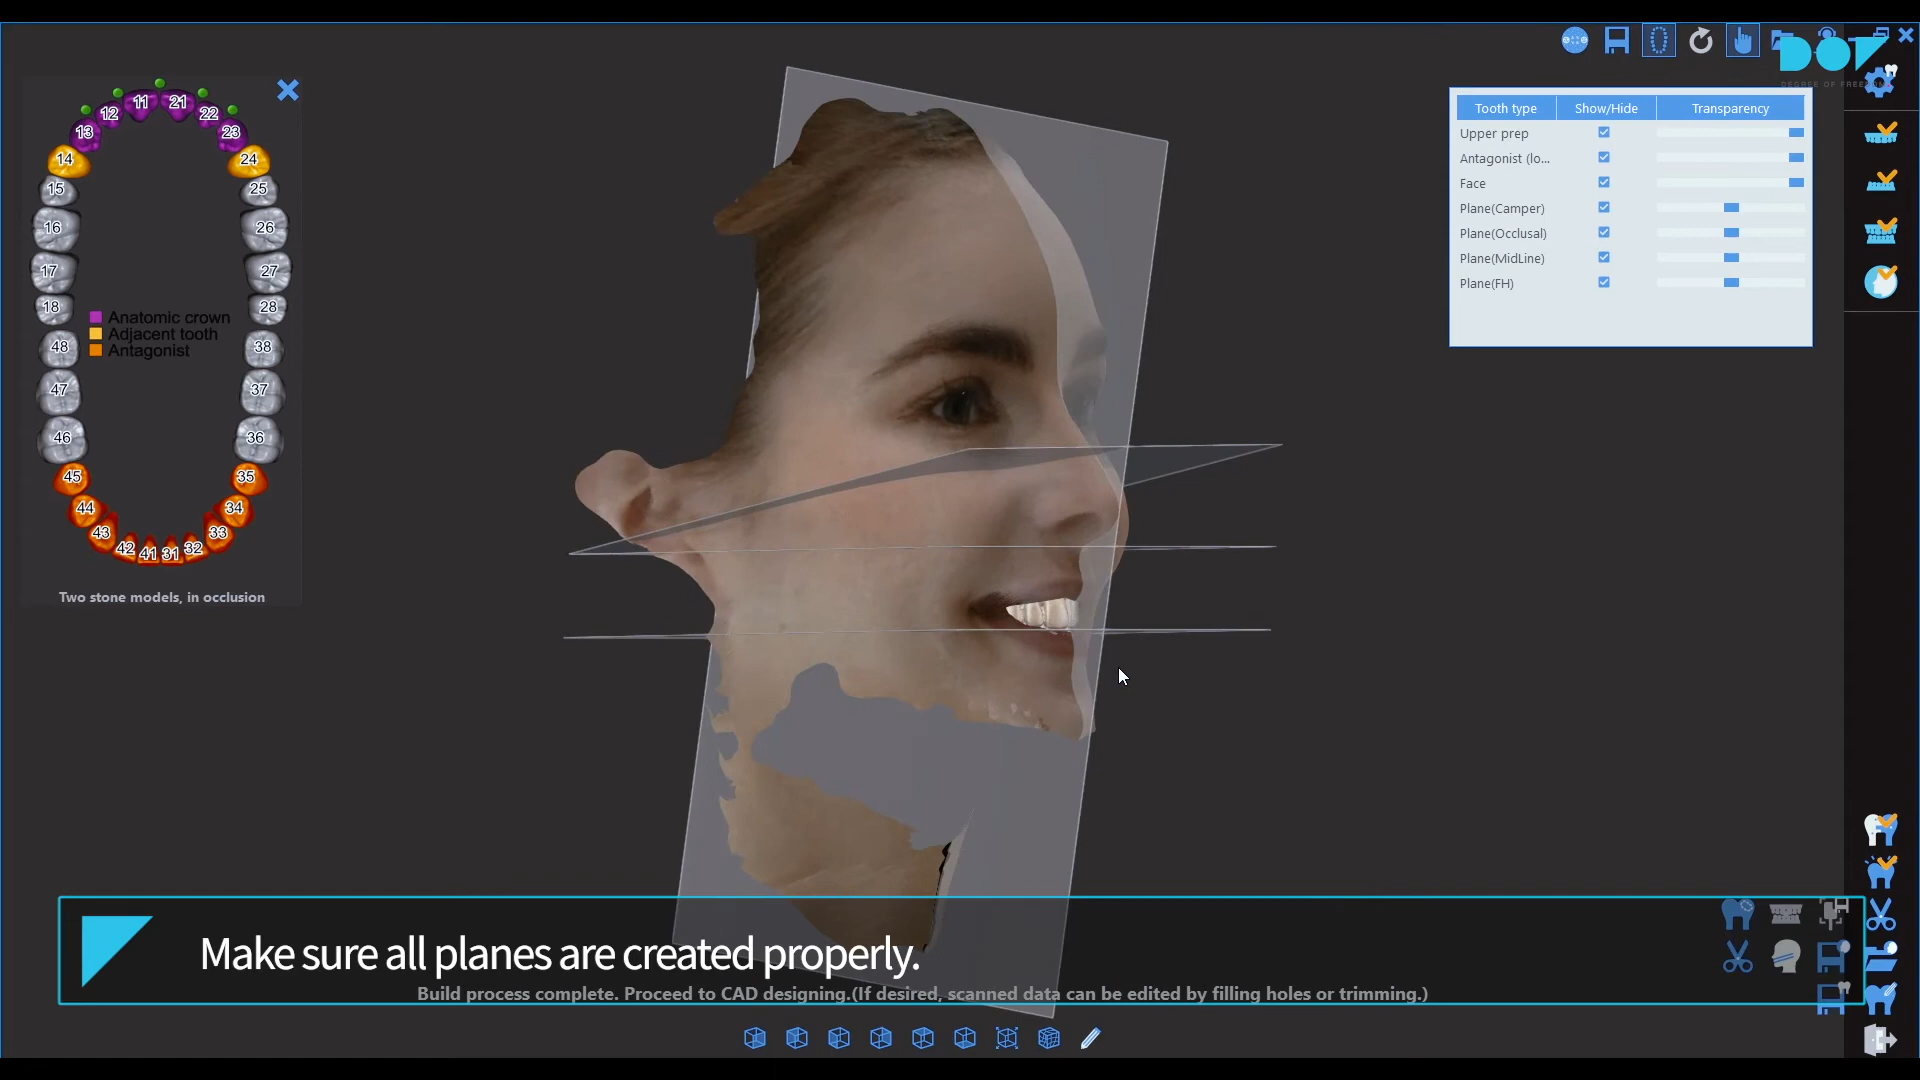 DOF
DEGREE OF FREEDOM
11 21
12 22
13 23
14 24
15 25
16 26
17 27
18 28
Anatomic crown
Adjacent tooth
Antagonist
48 38
47 37
46 36
45 35
44 34
43 33
42 41 31 32
Two stone models, in occlusion
Tooth type Show/Hide Transparency
Upper prep
Antagonist (lo...
Face
Plane(Camper)
Plane(Occlusal)
Plane(MidLine)
Plane(FH)
Make sure all planes are created properly.
Build process complete. Proceed to CAD designing.(If desired, scanned data can be edited by filling holes or trimming.)